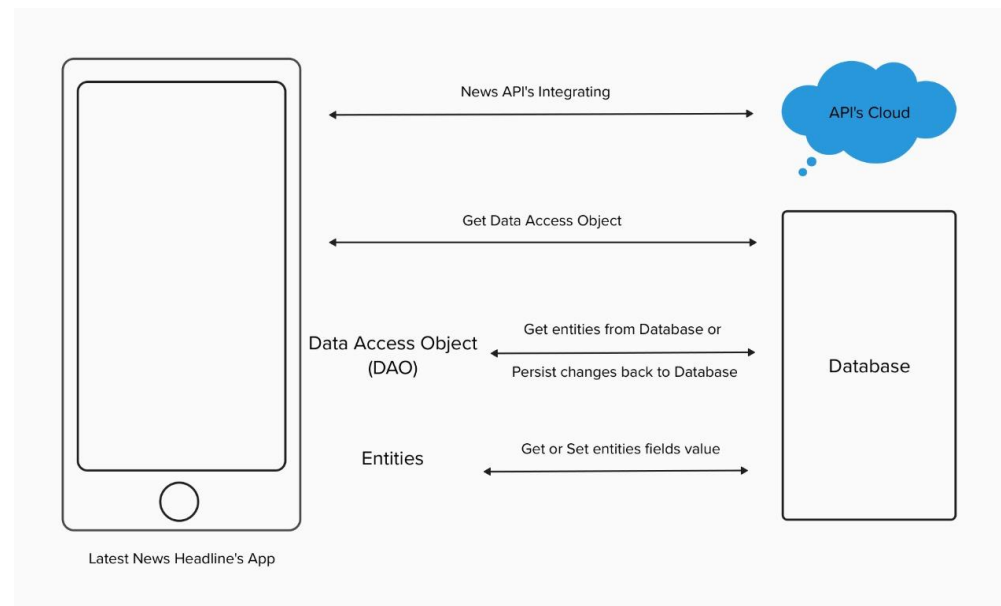 News API's Integrating
API's Cloud
Get Data Access Object
Data Access Object
(DAO)
Get entities from Database or
Persist changes back to Database
Database
Entities
Get or Set entities fields value
Latest News Headline's App